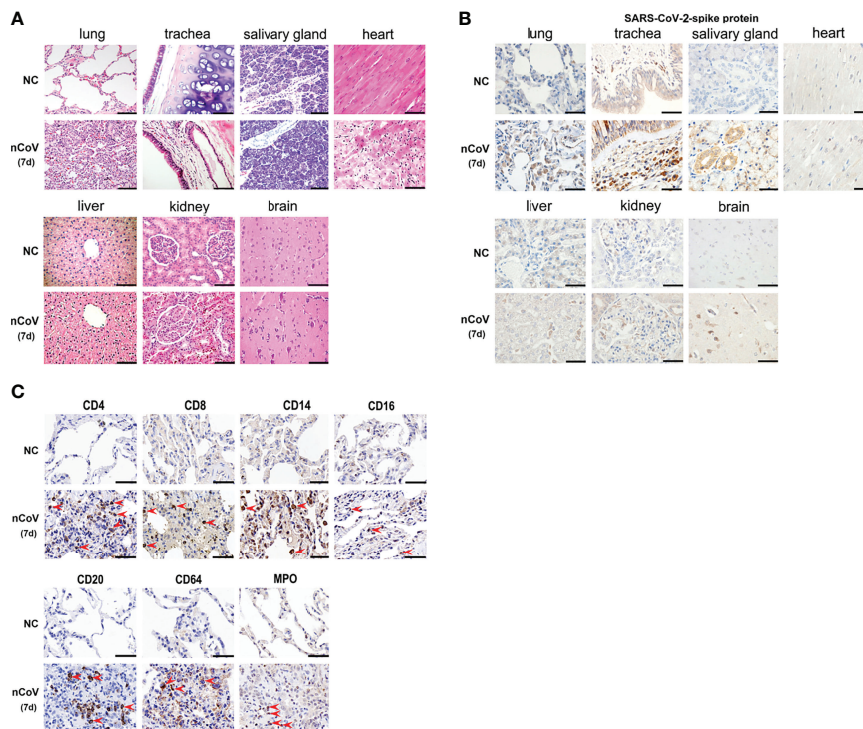 A
lung trachea salivary gland heart
NC
nCoV
(7d)
liver kidney brain
NC
nCoV
(7d)
B
SARS-CoV-2-spike protein
lung trachea salivary gland heart
NC
nCoV
(7d)
liver kidney brain
NC
nCoV
(7d)
C
CD4 CD8 CD14 CD16
NC
nCoV
(7d)
CD20 CD64 MPO
NC
nCoV
(7d)